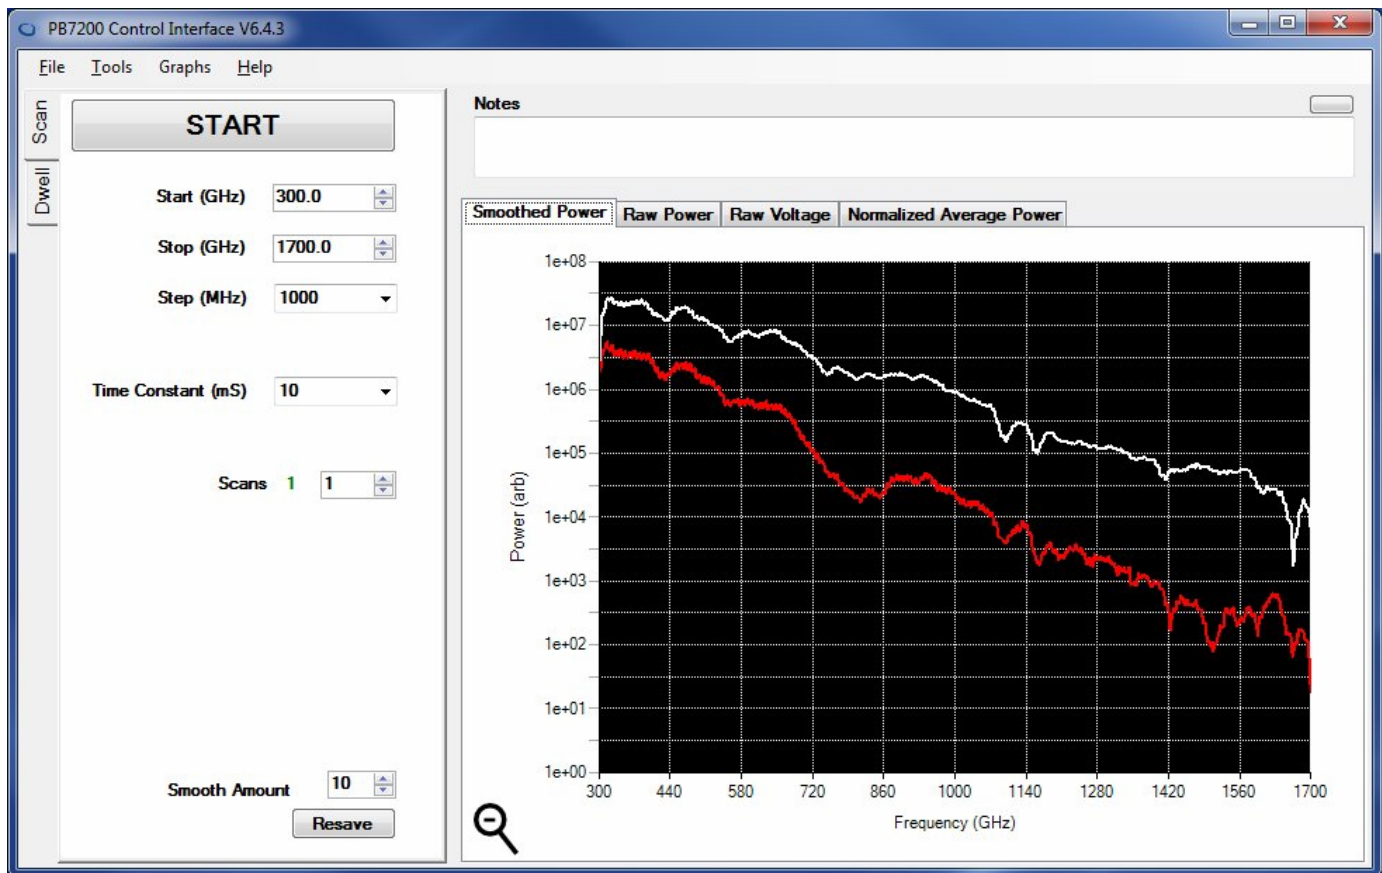 PB7200 Control Interface V6.4.3
File Tools Graphs Help
Scan
Dwell
START
Start (GHz) 300.0
Stop (GHz) 1700.0
Step (MHz) 1000
Time Constant (mS) 10
Scans 1 1
Smooth Amount 10
Resave
Notes
Smoothed Power Raw Power Raw Voltage Normalized Average Power
1e+08
1e+07
1e+06
1e+05
1e+04
1e+03
1e+02
1e+01
1e+00
Power (arb)
300 440 580 720 860 1000 1140 1280 1420 1560 1700
Frequency (GHz)